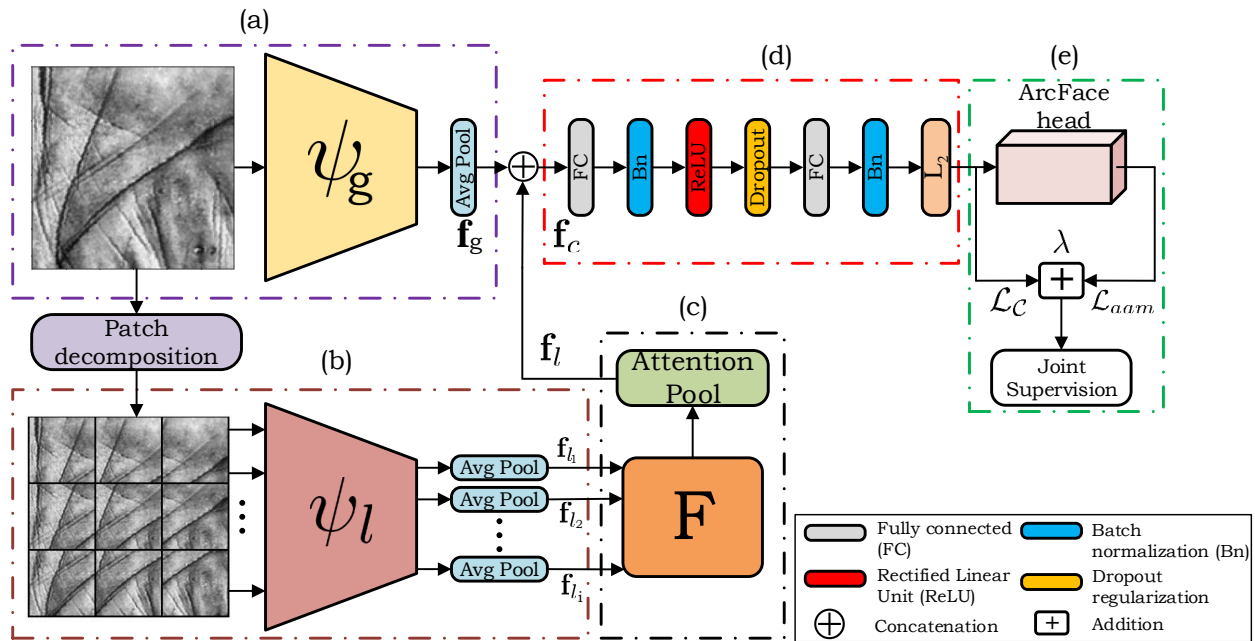 (a)
ψg
Avg Pool
fg
Patch
decomposition
(b)
ψl
Avg Pool
Avg Pool
Avg Pool
fl1
fl2
fli
(c)
F
Attention
Pool
fl
(d)
fc
FC
Bn
ReLU
Dropout
FC
Bn
L2
(e)
ArcFace
head
λ
+
ℒC
ℒaam
Joint
Supervision
Fully connected
(FC)
Batch
normalization (Bn)
Rectified Linear
Unit (ReLU)
Dropout
regularization
Concatenation
+
Addition